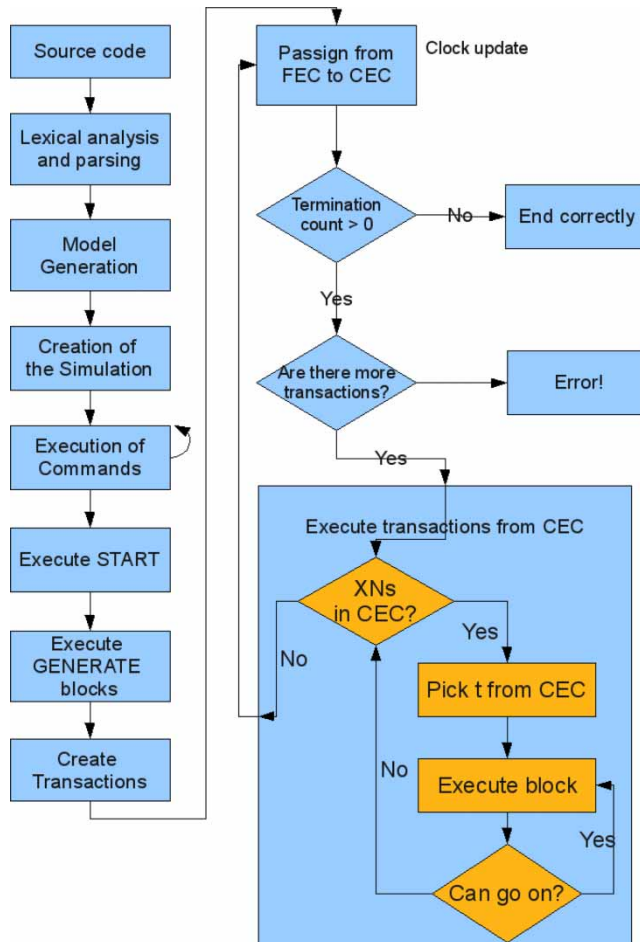 Source code
Lexical analysis
and parsing
Model
Generation
Creation of
the Simulation
Execution of
Commands
Execute START
Execute
GENERATE
blocks
Create
Transactions
Passign from
FEC to CEC
Clock update
Termination
count > 0
No
End correctly
Yes
Are there more
transactions?
Error!
Yes
Execute transactions from CEC
XNs
in CEC?
Yes
No
Pick t from CEC
Execute block
No
Yes
Can go on?